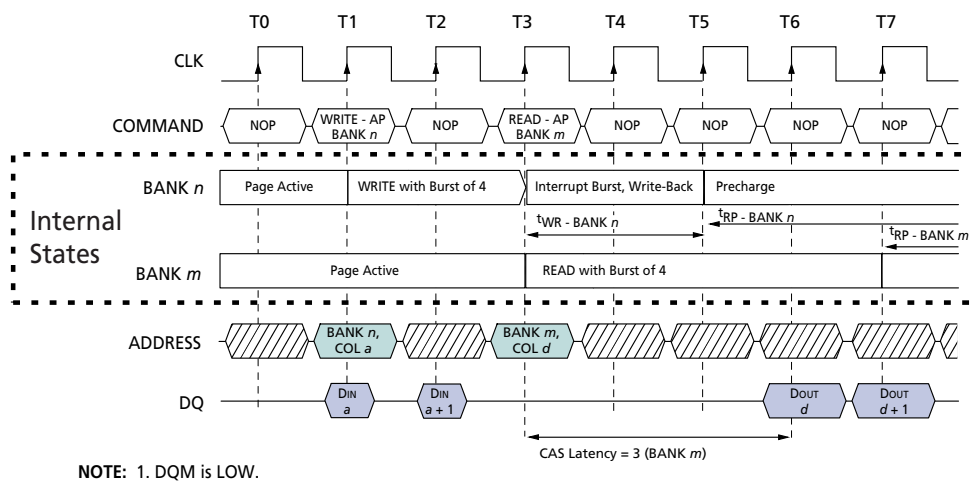 T0 T1 T2 T3 T4 T5 T6 T7
CLK
COMMAND NOP WRITE - AP BANK n NOP READ - AP BANK m NOP NOP NOP NOP
Internal States
BANK n Page Active WRITE with Burst of 4 Interrupt Burst, Write-Back Precharge
tWR - BANK n tRP - BANK n
tRP - BANK m
BANK m Page Active READ with Burst of 4
ADDRESS BANK n, COL a BANK m, COL d
DQ DIN a DIN a + 1 DOUT d DOUT d + 1
CAS Latency = 3 (BANK m)
NOTE: 1. DQM is LOW.